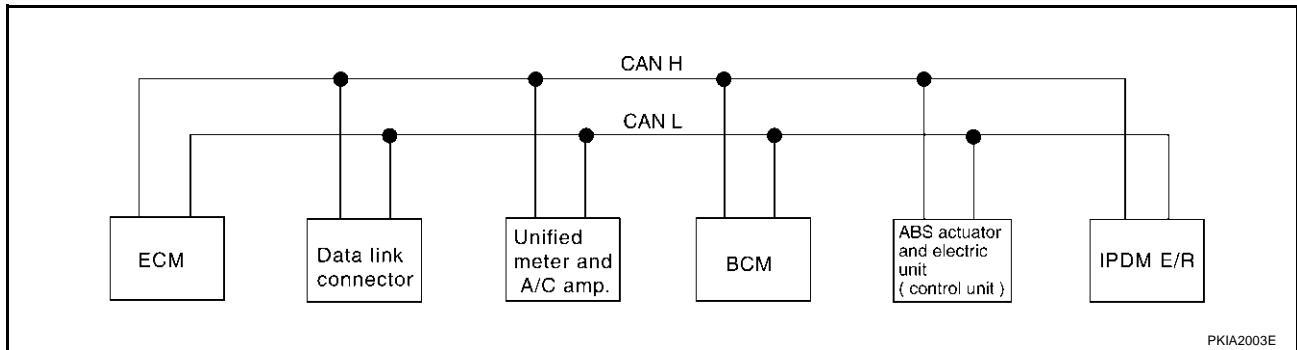 CAN H
CAN L
ECM
Data link
connector
Unified
meter and
A/C amp.
BCM
ABS actuator
and electric
unit
( control unit )
IPDM E/R
PKIA2003E